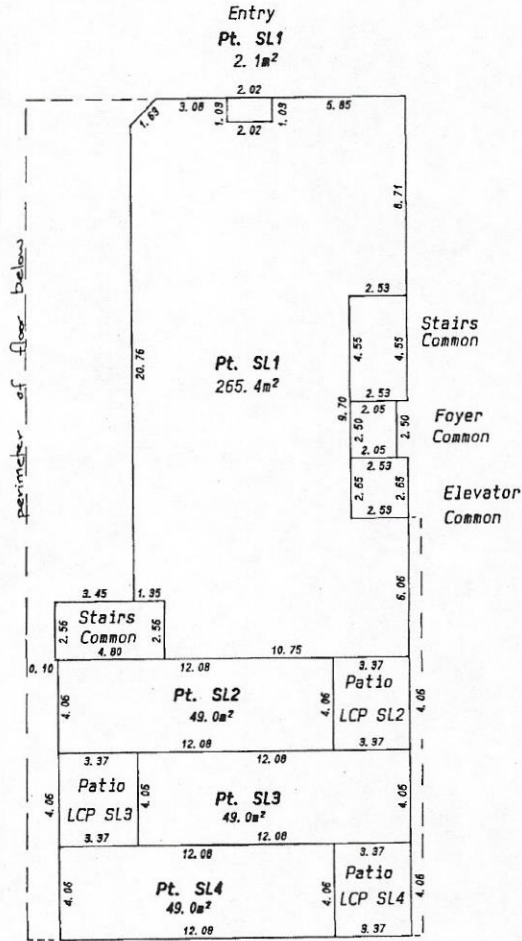 Entry
Pt. SL1
2.1m²
2.02
3.08
1.03
1.03
5.85
2.02
1.63
8.71
perimeter of floor below
2.53
Stairs
Common
4.55
4.55
20.76
Pt. SL1
265.4m²
9.70
2.53
2.05
Foyer
Common
2.50
2.50
2.05
2.53
Elevator
Common
2.65
2.65
2.53
6.06
3.45
1.35
Stairs
Common
2.56
2.56
4.80
10.75
0.10
12.08
3.37
Pt. SL2
49.0m²
Patio
LCP SL2
4.06
4.06
4.06
12.08
3.37
3.37
12.08
Patio
LCP SL3
Pt. SL3
49.0m²
4.06
4.06
4.06
3.37
12.08
12.08
3.37
Pt. SL4
49.0m²
Patio
LCP SL4
4.06
4.06
4.06
12.08
3.37